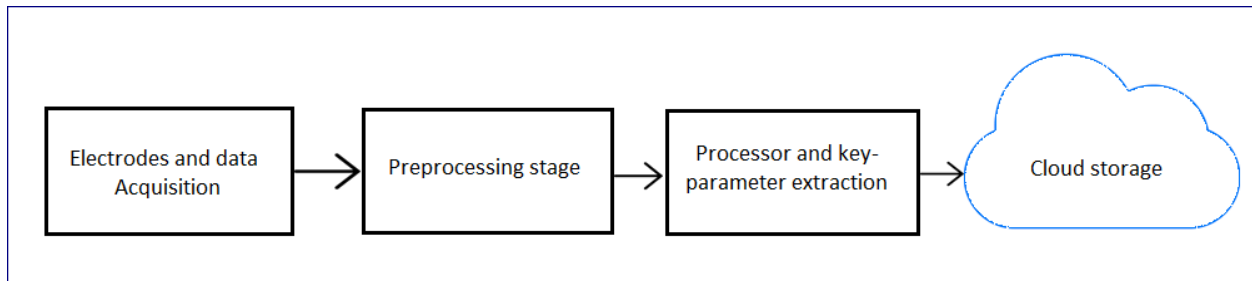 Electrodes and data
Acquisition
Preprocessing stage
Processor and key-
parameter extraction
Cloud storage